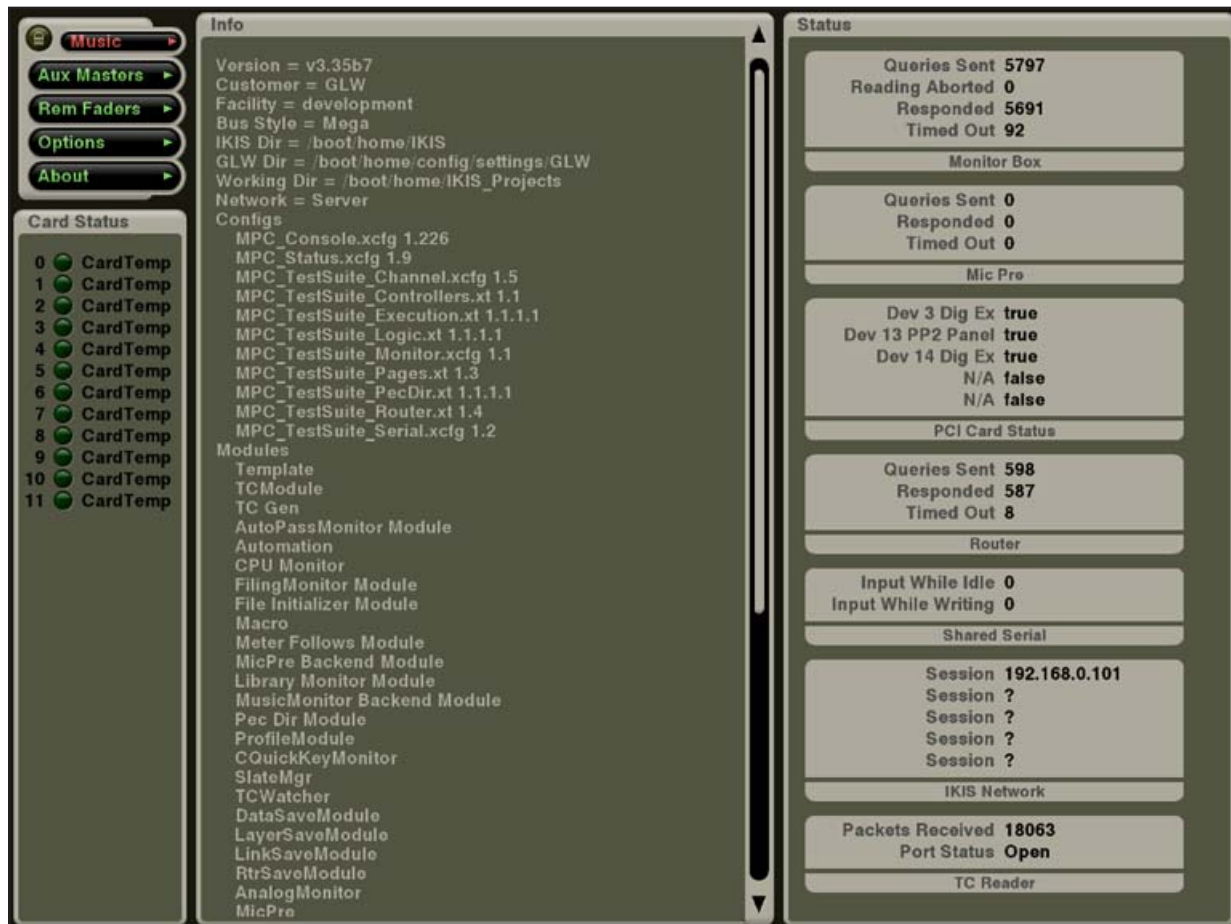 Music
Aux Masters
Rem Faders
Options
About
Card Status
0 CardTemp
1 CardTemp
2 CardTemp
3 CardTemp
4 CardTemp
5 CardTemp
6 CardTemp
7 CardTemp
8 CardTemp
9 CardTemp
10 CardTemp
11 CardTemp
Info
Version = v3.35b7
Customer = GLW
Facility = development
Bus Style = Mega
IKIS Dir = /boot/home/IKIS
GLW Dir = /boot/home/config/settings/GLW
Working Dir = /boot/home/IKIS_Projects
Network = Server
Configs
MPC_Console.xcfg 1.226
MPC_Status.xcfg 1.9
MPC_TestSuite_Channel.xcfg 1.5
MPC_TestSuite_Controllers.xt 1.1
MPC_TestSuite_Execution.xt 1.1.1.1
MPC_TestSuite_Logic.xt 1.1.1.1
MPC_TestSuite_Monitor.xcfg 1.1
MPC_TestSuite_Pages.xt 1.3
MPC_TestSuite_PecDir.xt 1.1.1.1
MPC_TestSuite_Router.xt 1.4
MPC_TestSuite_Serial.xcfg 1.2
Modules
Template
TCModule
TC Gen
AutoPassMonitor Module
Automation
CPU Monitor
FilingMonitor Module
File Initializer Module
Macro
Meter Follows Module
MicPre Backend Module
Library Monitor Module
MusicMonitor Backend Module
Pec Dir Module
ProfileModule
CQuickKeyMonitor
SlateMgr
TCWatcher
DataSaveModule
LayerSaveModule
LinkSaveModule
RtrSaveModule
AnalogMonitor
MicPre
Status
Queries Sent 5797
Reading Aborted 0
Responded 5691
Timed Out 92
Monitor Box
Queries Sent 0
Responded 0
Timed Out 0
Mic Pre
Dev 3 Dig Ex true
Dev 13 PP2 Panel true
Dev 14 Dig Ex true
N/A false
N/A false
PCI Card Status
Queries Sent 598
Responded 587
Timed Out 8
Router
Input While Idle 0
Input While Writing 0
Shared Serial
Session 192.168.0.101
Session ?
Session ?
Session ?
Session ?
IKIS Network
Packets Received 18063
Port Status Open
TC Reader